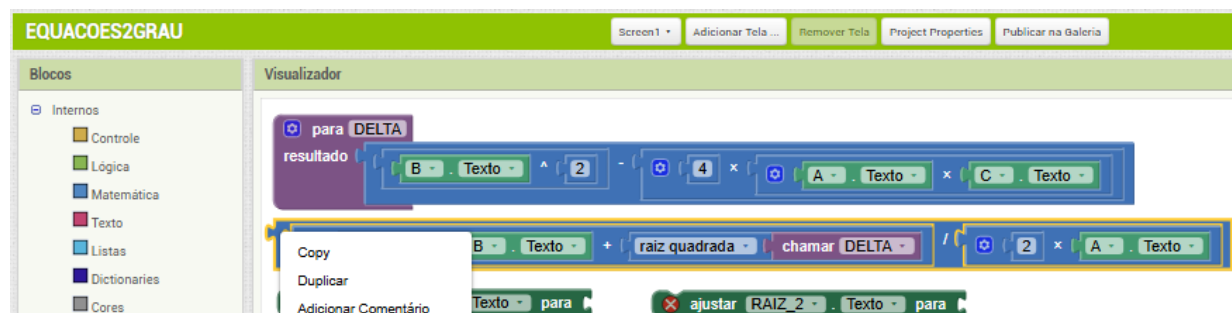 EQUACOES2GRAU Screen1 Adicionar Tela ... Remover Tela Project Properties Publicar na Galeria
Blocos Visualizador
Internos
Controle
Lógica
Matemática
Texto
Listas
Dictionaries
Cores
para DELTA
resultado B . Texto ^ 2 - 4 × A . Texto × C . Texto
B . Texto + raiz quadrada chamar DELTA / 2 × A . Texto
Copy
Duplicar
Adicionar Comentário
Texto para
ajustar RAIZ_2 . Texto para